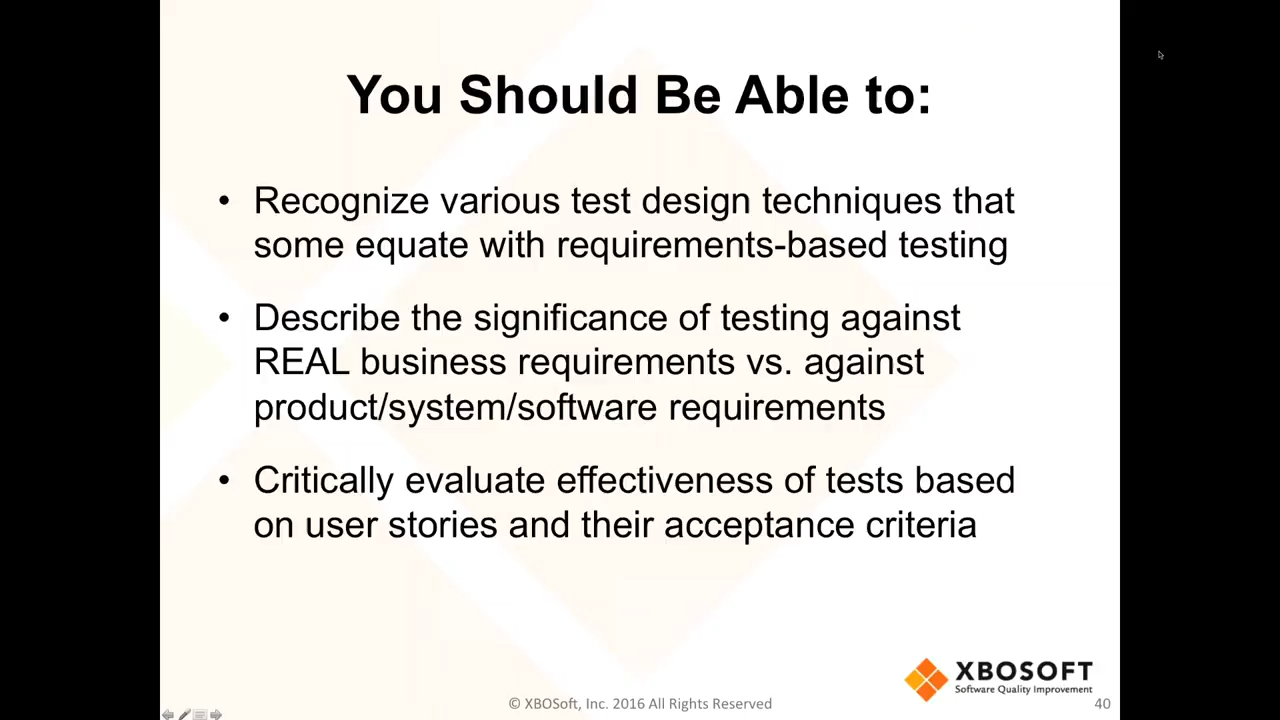 You Should Be Able to:
• Recognize various test design techniques that
some equate with requirements-based testing
• Describe the significance of testing against
REAL business requirements vs. against
product/system/software requirements
• Critically evaluate effectiveness of tests based
on user stories and their acceptance criteria
XBOSOFT
Software Quality Improvement
© XBOSoft, Inc. 2016 All Rights Reserved
40